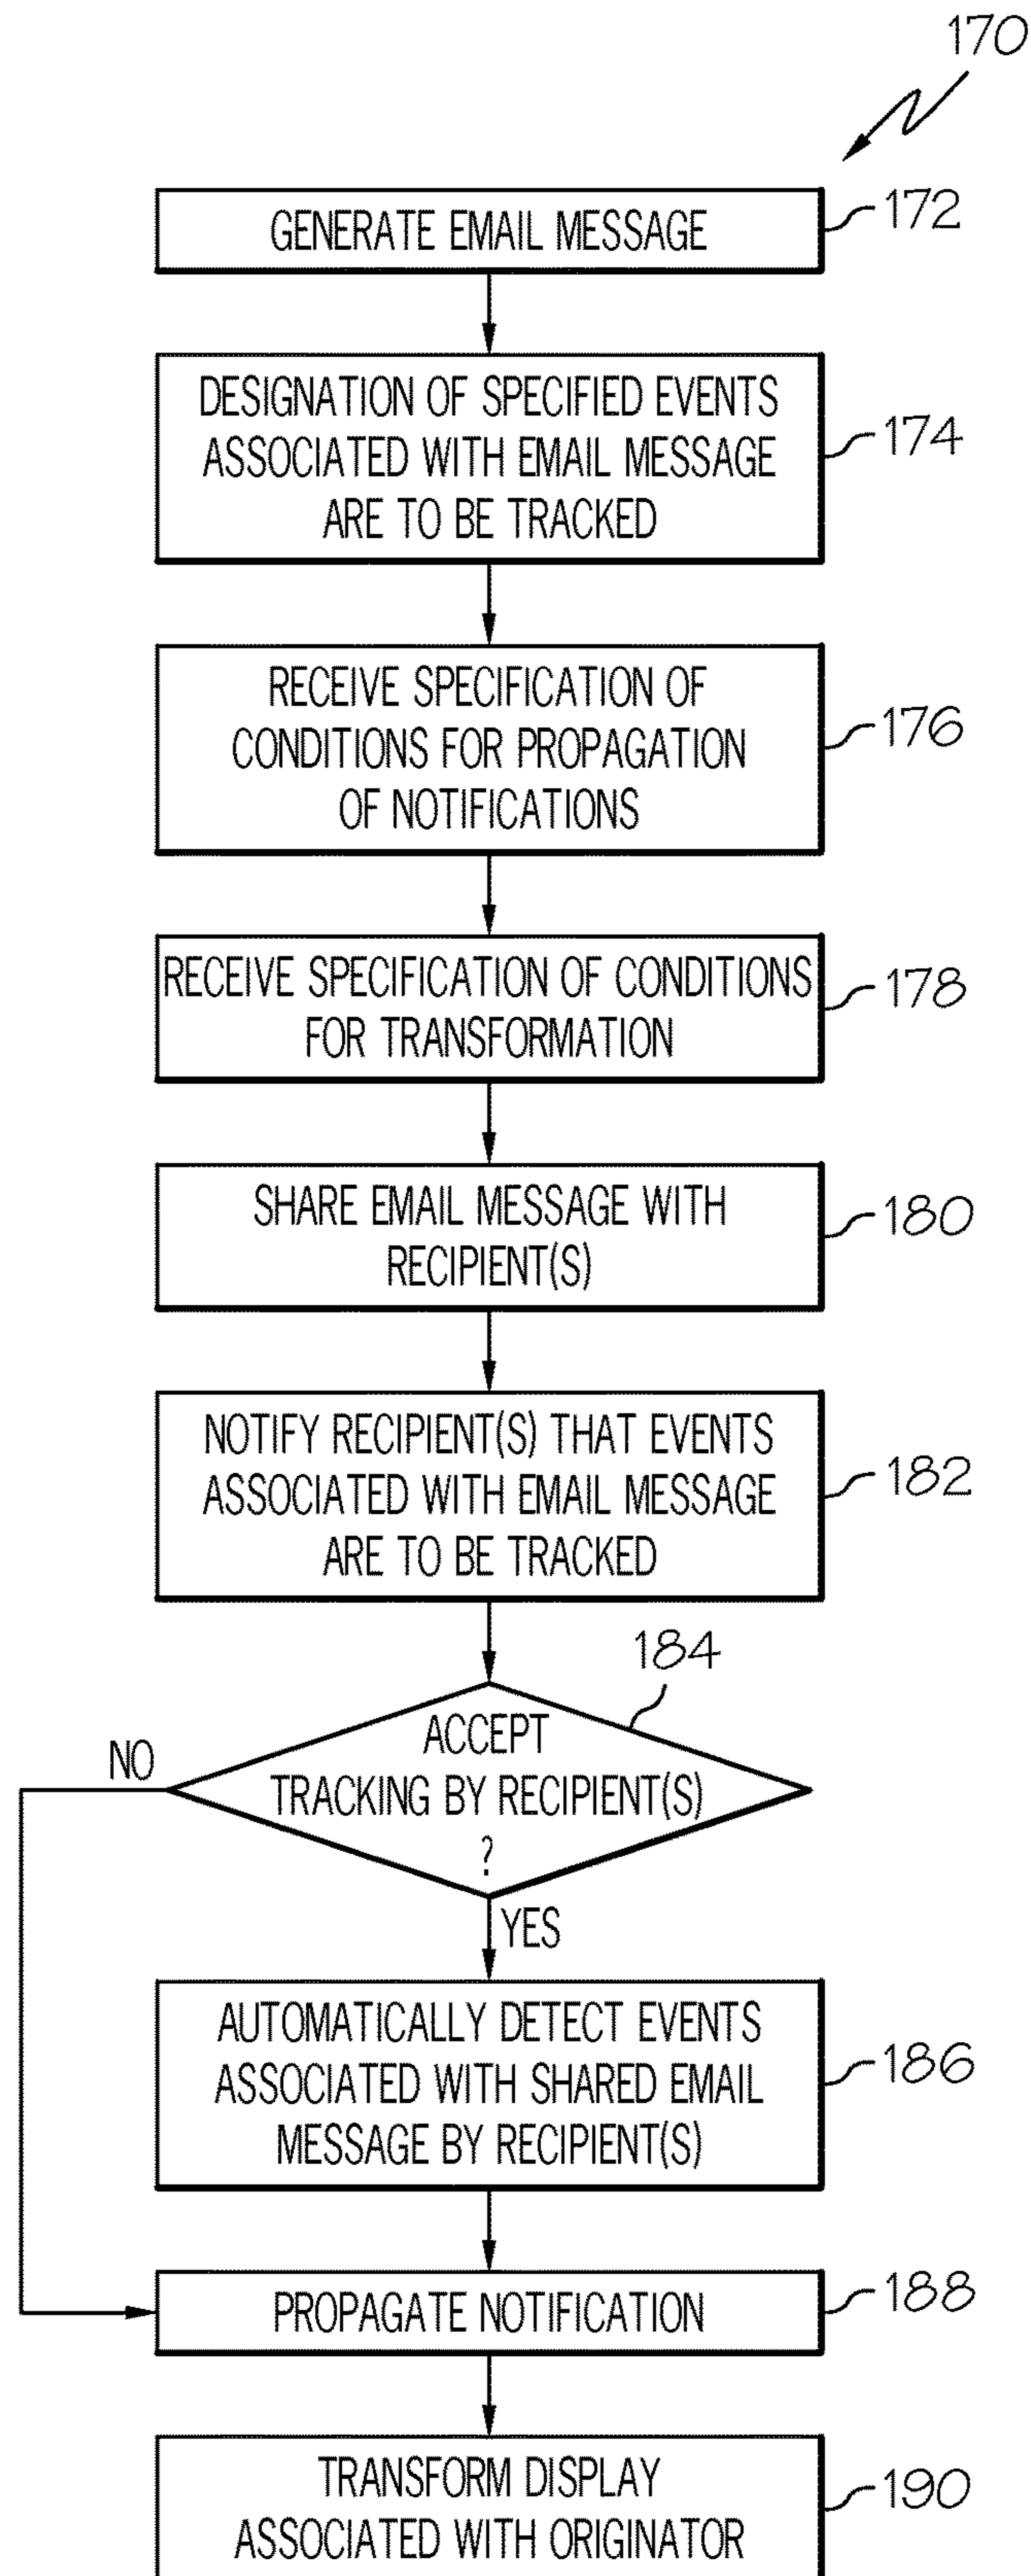 170
GENERATE EMAIL MESSAGE
172
DESIGNATION OF SPECIFIED EVENTS
ASSOCIATED WITH EMAIL MESSAGE
ARE TO BE TRACKED
174
RECEIVE SPECIFICATION OF
CONDITIONS FOR PROPAGATION
OF NOTIFICATIONS
176
RECEIVE SPECIFICATION OF CONDITIONS
FOR TRANSFORMATION
178
SHARE EMAIL MESSAGE WITH
RECIPIENT(S)
180
NOTIFY RECIPIENT(S) THAT EVENTS
ASSOCIATED WITH EMAIL MESSAGE
ARE TO BE TRACKED
182
184
ACCEPT
TRACKING BY RECIPIENT(S)
?
NO
YES
AUTOMATICALLY DETECT EVENTS
ASSOCIATED WITH SHARED EMAIL
MESSAGE BY RECIPIENT(S)
186
PROPAGATE NOTIFICATION
188
TRANSFORM DISPLAY
ASSOCIATED WITH ORIGINATOR
190